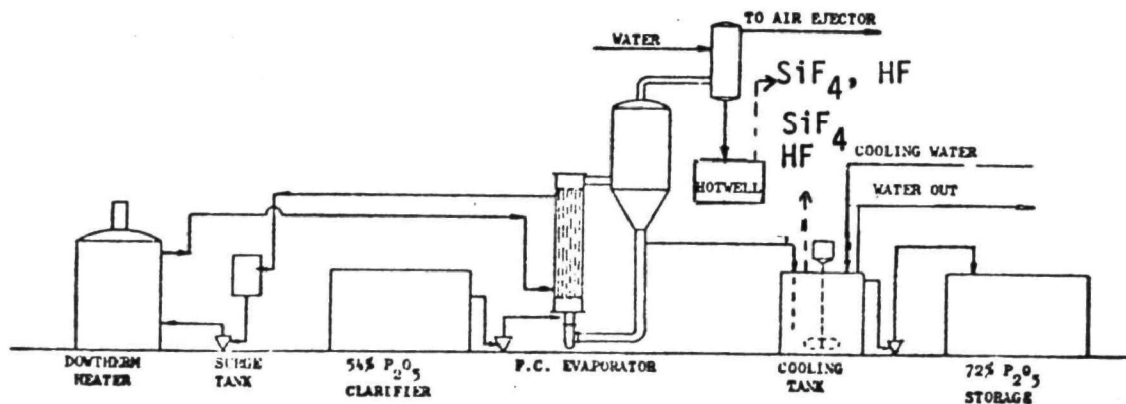 TO AIR EJECTOR
WATER
SiF4, HF
SiF4
HF
COOLING WATER
HOTWELL
WATER OUT
DOWTHERM
HEATER
SURGE
TANK
54% P2O5
CLARIFIER
F.C. EVAPORATOR
COOLING
TANK
72% P2O5
STORAGE